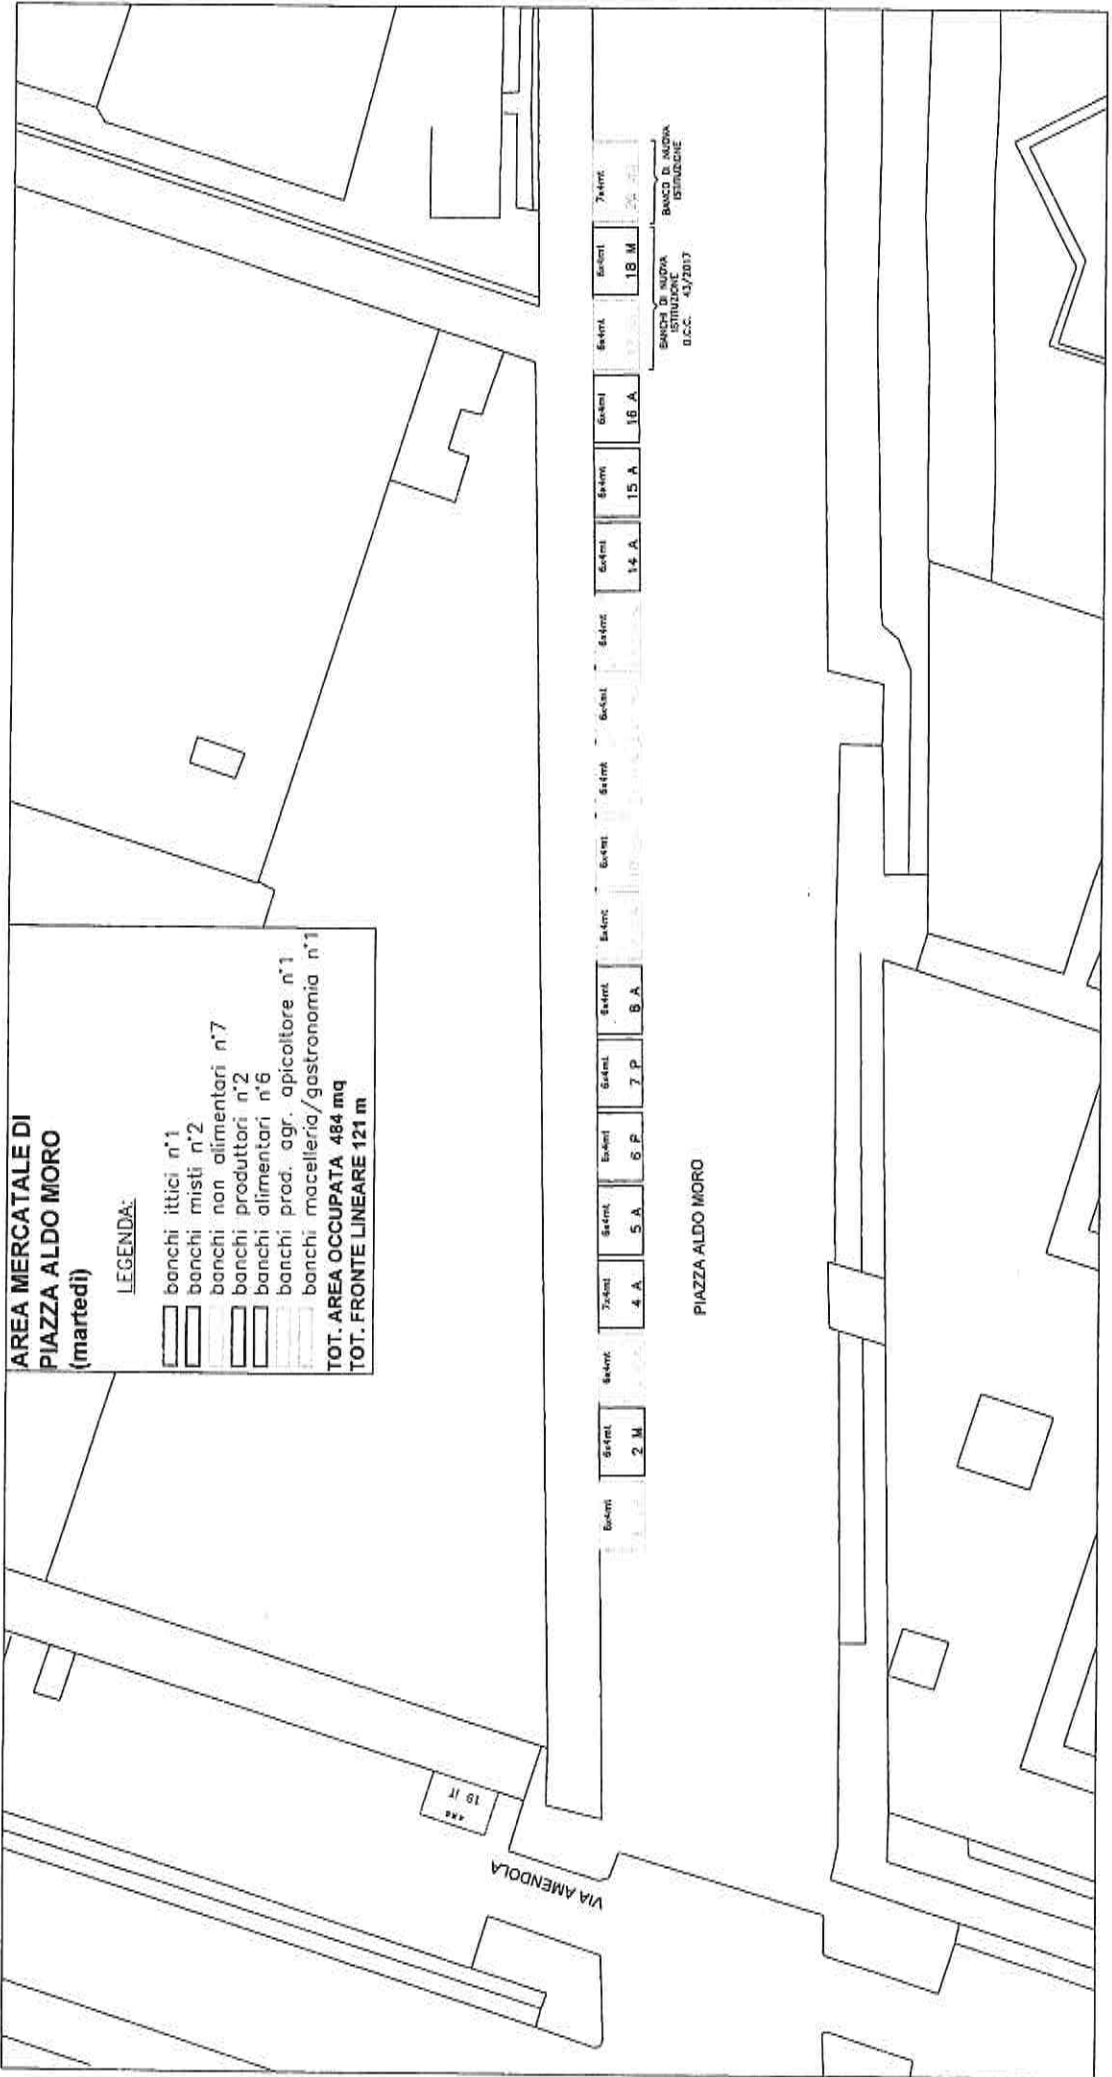 AREA MERCATALE DI
PIAZZA ALDO MORO
(martedì)
LEGENDA:
banchi ittici n°1
banchi misti n°2
banchi non alimentari n°7
banchi produttori n°2
banchi alimentari n°6
banchi prod. agr. apicoltore n°1
banchi macelleria/gastronomia n°1
TOT. AREA OCCUPATA 484 mq
TOT. FRONTE LINEARE 121 m
6x4mt
6x4mt
2 M
6x4mt
7x4mt
4 A
6x4mt
5 A
6x4mt
6 P
6x4mt
7 P
6x4mt
8 A
6x4mt
6x4mt
6x4mt
6x4mt
6x4mt
6x4mt
14 A
6x4mt
15 A
6x4mt
16 A
6x4mt
6x4mt
18 M
7x4mt
BANCHI DI NUOVA
ISTITUZIONE
D.C.C. 43/2017
BANCO DI NUOVA
ISTITUZIONE
PIAZZA ALDO MORO
19 IT
VIA AMENDOLA